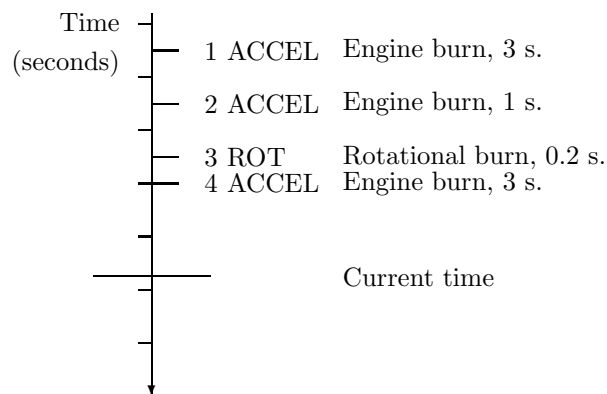 Time
(seconds)
1 ACCEL Engine burn, 3 s.
2 ACCEL Engine burn, 1 s.
3 ROT Rotational burn, 0.2 s.
4 ACCEL Engine burn, 3 s.
Current time